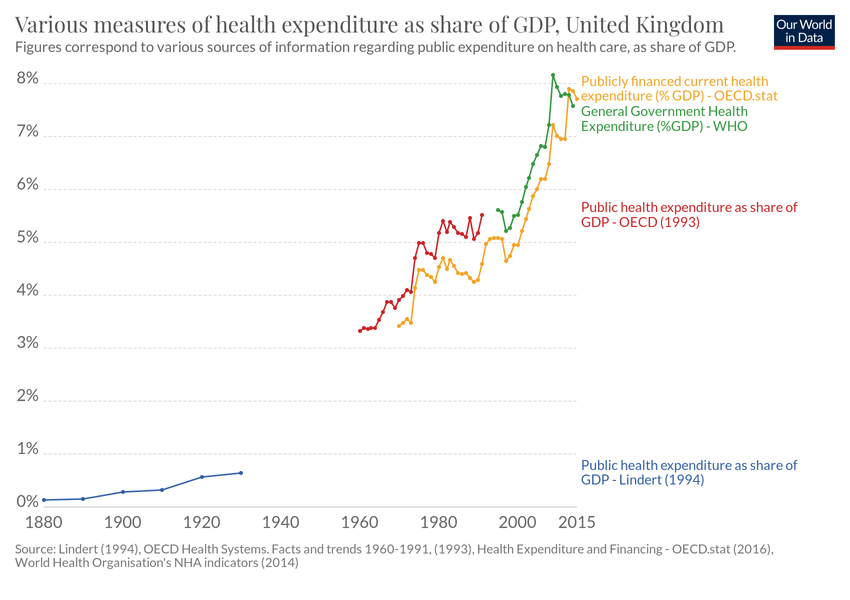 Various measures of health expenditure as share of GDP, United Kingdom
Our World
in Data
Figures correspond to various sources of information regarding public expenditure on health care, as share of GDP.
8%
7%
6%
5%
4%
3%
2%
1%
0%
Publicly financed current health
expenditure (% GDP) - OECD.stat
General Government Health
Expenditure (%GDP) - WHO
Public health expenditure as share of
GDP - OECD (1993)
Public health expenditure as share of
GDP - Lindert (1994)
1880 1900 1920 1940 1960 1980 2000 2015
Source: Lindert (1994), OECD Health Systems. Facts and trends 1960-1991, (1993), Health Expenditure and Financing - OECD.stat (2016),
World Health Organisation's NHA indicators (2014)